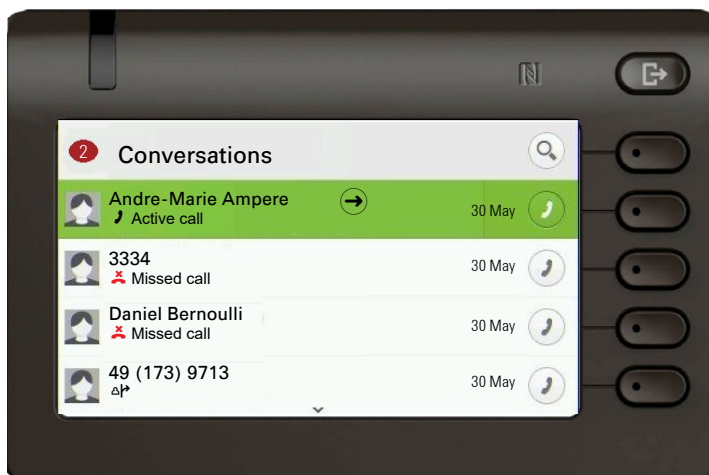 2 Conversations
Andre-Marie Ampere
Active call 30 May
3334
Missed call 30 May
Daniel Bernoulli
Missed call 30 May
49 (173) 9713
30 May